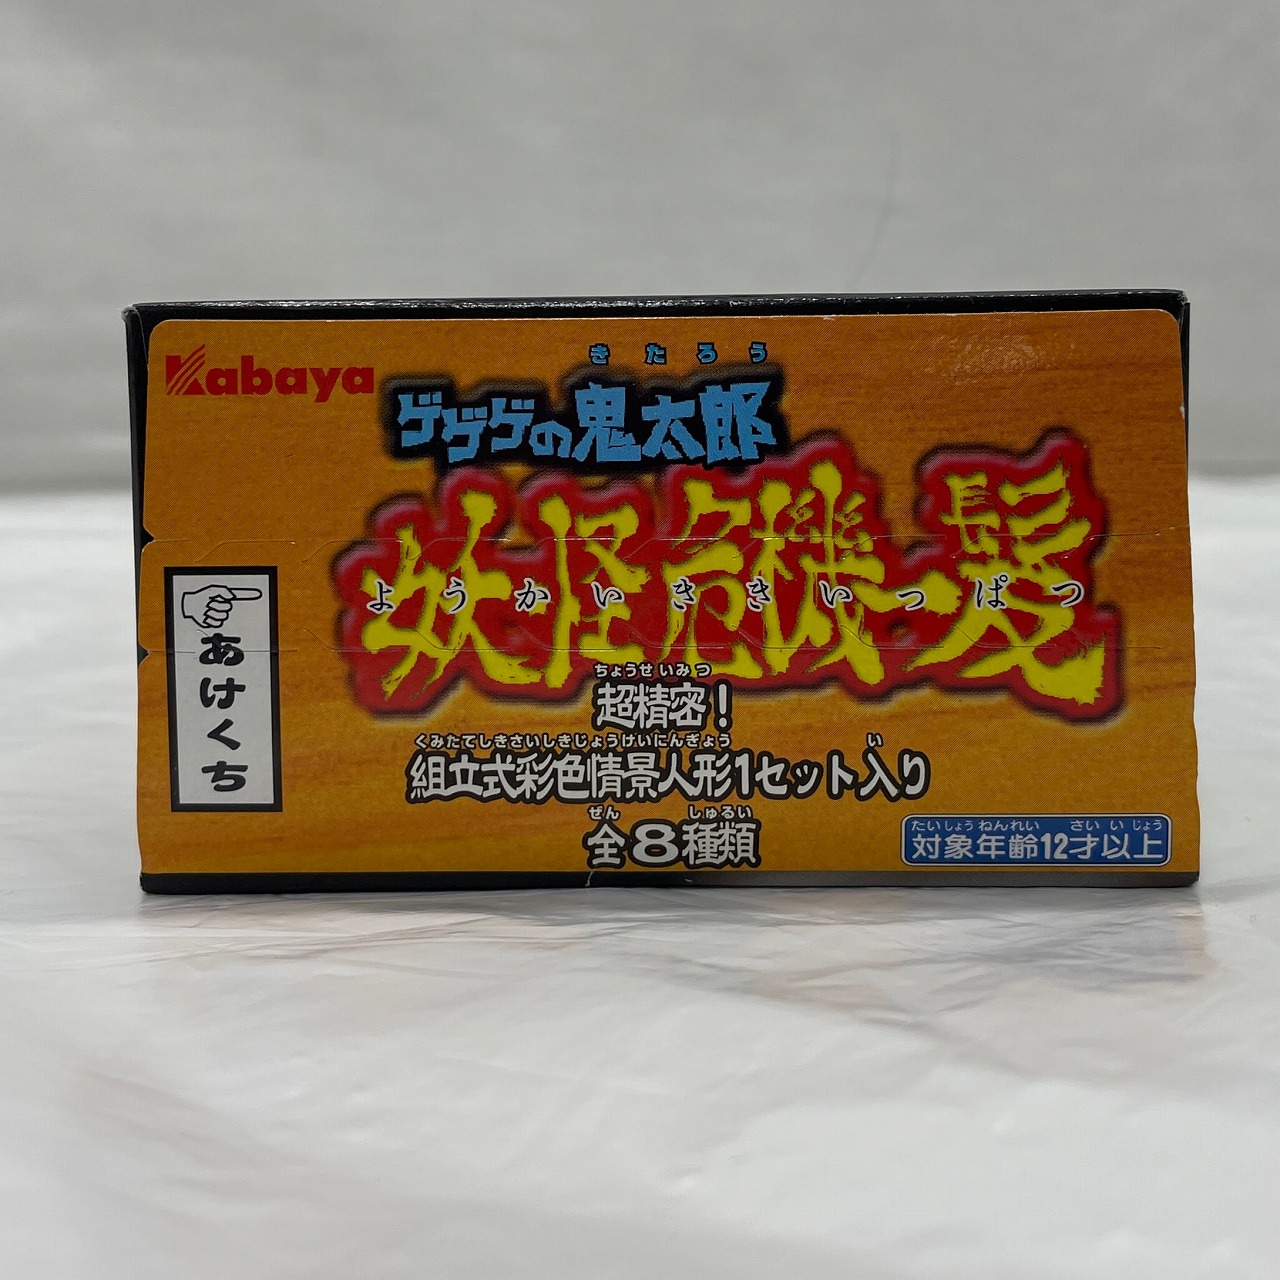 Kabaya
きたろう
ゲゲゲの鬼太郎
妖怪危機一髪
ようかいききいっぱつ
あけくち
ちょうせいみつ
超精密!
くみたてしきさいしきじょうけいにんぎょう い
組立式彩色情景人形1セット入り
ぜん しゅるい
全8種類
たいしょうねんれい さいいじょう
対象年齢12才以上